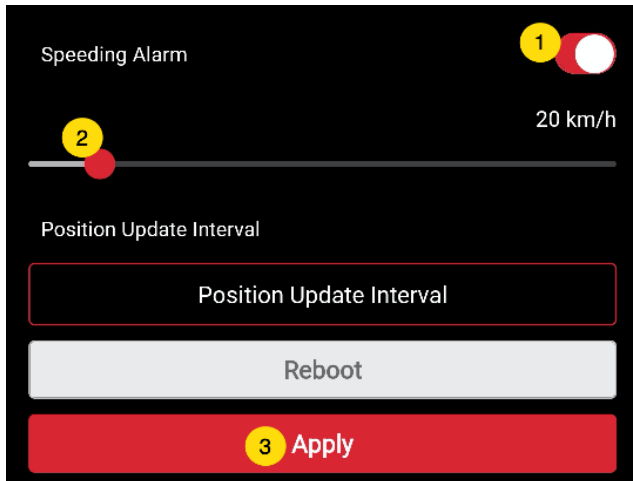 Speeding Alarm
1
20 km/h
2
Position Update Interval
Position Update Interval
Reboot
3 Apply